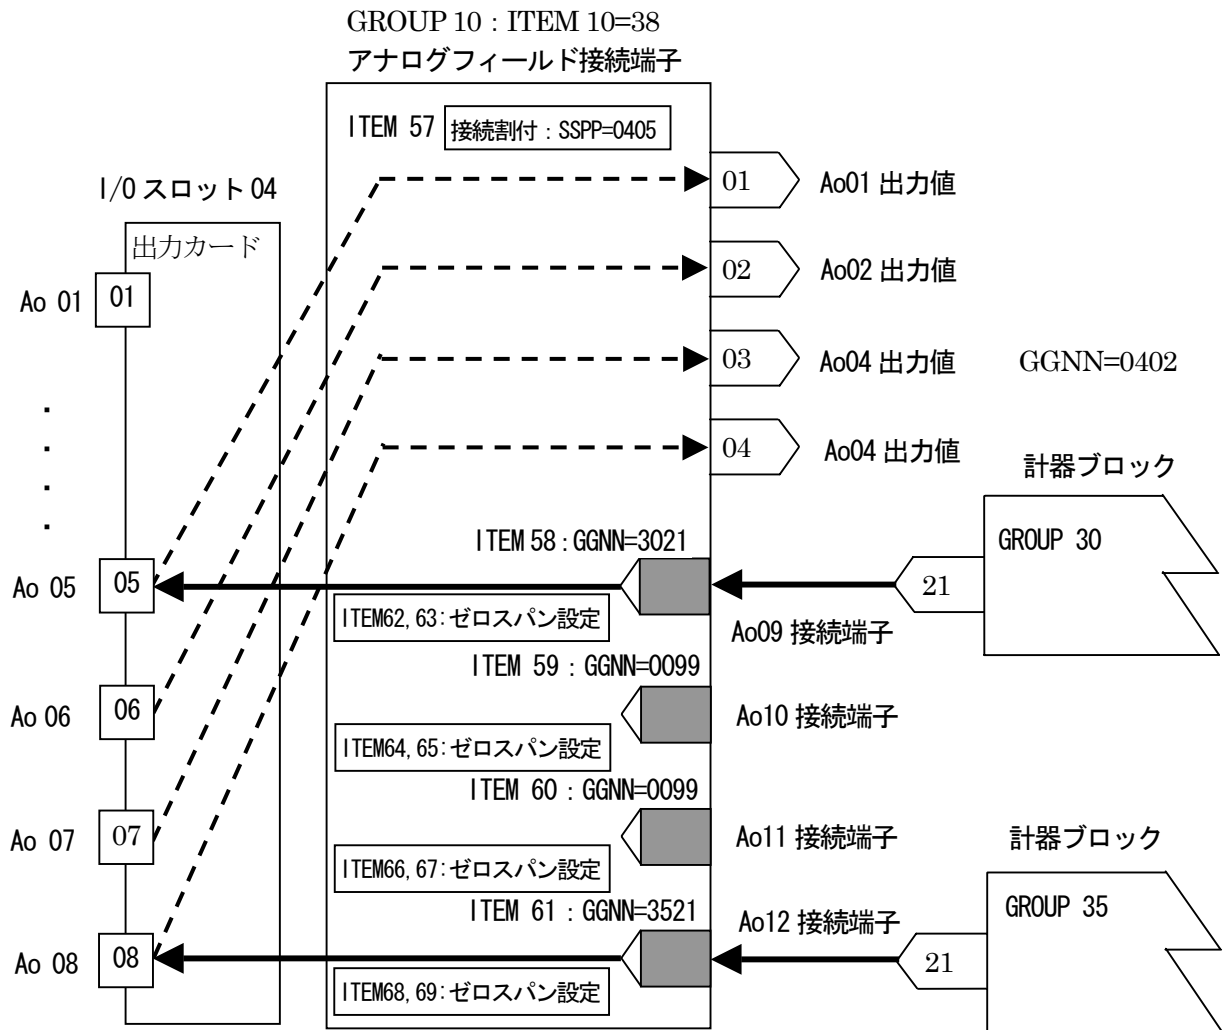 GROUP 10 : ITEM 10=38
アナログフィールド接続端子
ITEM 57
接続割付：SSPP=0405
I/O スロット 04
出力カード
01
Ao01 出力値
02
Ao02 出力値
Ao 01
01
03
Ao04 出力値
GGNN=0402
04
Ao04 出力値
計器ブロック
ITEM 58：GGNN=3021
GROUP 30
Ao 05
05
21
ITEM62,63：ゼロスパン設定
Ao09 接続端子
ITEM 59：GGNN=0099
Ao 06
06
Ao10 接続端子
ITEM64,65：ゼロスパン設定
ITEM 60：GGNN=0099
Ao 07
07
Ao11 接続端子
計器ブロック
ITEM66,67：ゼロスパン設定
ITEM 61：GGNN=3521
GROUP 35
Ao12 接続端子
Ao 08
08
21
ITEM68,69：ゼロスパン設定